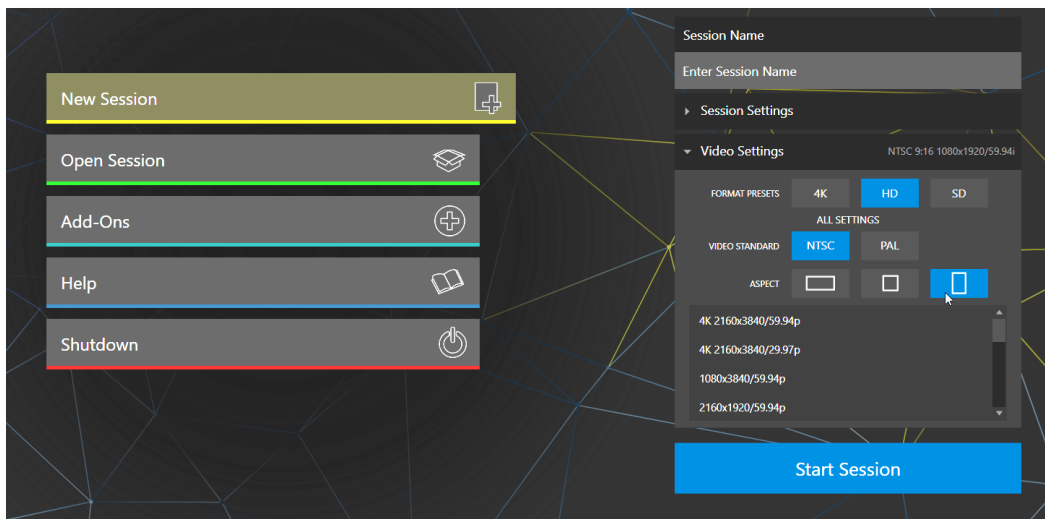 New Session
Open Session
Add-Ons
Help
Shutdown
Session Name
Enter Session Name
Session Settings
Video Settings NTSC 9:16 1080x1920/59.94i
FORMAT PRESETS 4K HD SD
ALL SETTINGS
VIDEO STANDARD NTSC PAL
ASPECT
4K 2160x3840/59.94p
4K 2160x3840/29.97p
1080x3840/59.94p
2160x1920/59.94p
Start Session